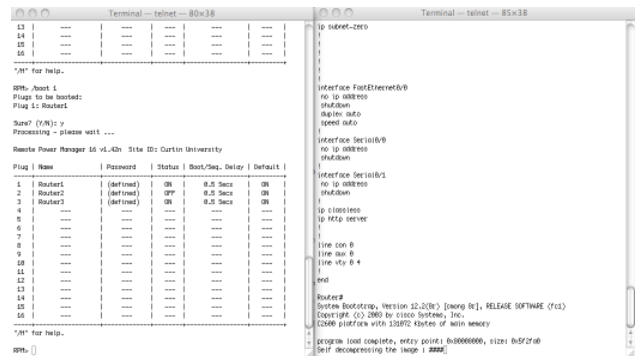 Terminal — telnet — 80×38
13 | --- | --- | --- | --- | --- |
14 | --- | --- | --- | --- | --- |
15 | --- | --- | --- | --- | --- |
16 | --- | --- | --- | --- | --- |
"/H" for help.
RPM> /boot 1
Plugs to be booted:
Plug 1: Router1
Sure? (Y/N): y
Processing - please wait ...
Remote Power Manager 16 v1.42n Site ID: Curtin University
Plug | Name | Password | Status | Boot/Seq. Delay | Default |
1 | Router1 | (defined) | ON | 0.5 Secs | ON |
2 | Router2 | (defined) | OFF | 0.5 Secs | ON |
3 | Router3 | (defined) | ON | 0.5 Secs | ON |
4 | --- | --- | --- | --- | --- |
5 | --- | --- | --- | --- | --- |
6 | --- | --- | --- | --- | --- |
7 | --- | --- | --- | --- | --- |
8 | --- | --- | --- | --- | --- |
9 | --- | --- | --- | --- | --- |
10 | --- | --- | --- | --- | --- |
11 | --- | --- | --- | --- | --- |
12 | --- | --- | --- | --- | --- |
13 | --- | --- | --- | --- | --- |
14 | --- | --- | --- | --- | --- |
15 | --- | --- | --- | --- | --- |
16 | --- | --- | --- | --- | --- |
"/H" for help.
RPM>
Terminal — telnet — 85×38
ip subnet-zero
!
!
!
!
!
interface FastEthernet0/0
no ip address
shutdown
duplex auto
speed auto
!
interface Serial0/0
no ip address
shutdown
!
interface Serial0/1
no ip address
shutdown
!
ip classless
ip http server
!
!
line con 0
line aux 0
line vty 0 4
!
end
Router#
System Bootstrap, Version 12.2(8r) [cmong 8r], RELEASE SOFTWARE (fc1)
Copyright (c) 2003 by cisco Systems, Inc.
C2600 platform with 131072 Kbytes of main memory
program load complete, entry point: 0x80008000, size: 0x5f2fa0
Self decompressing the image : ####